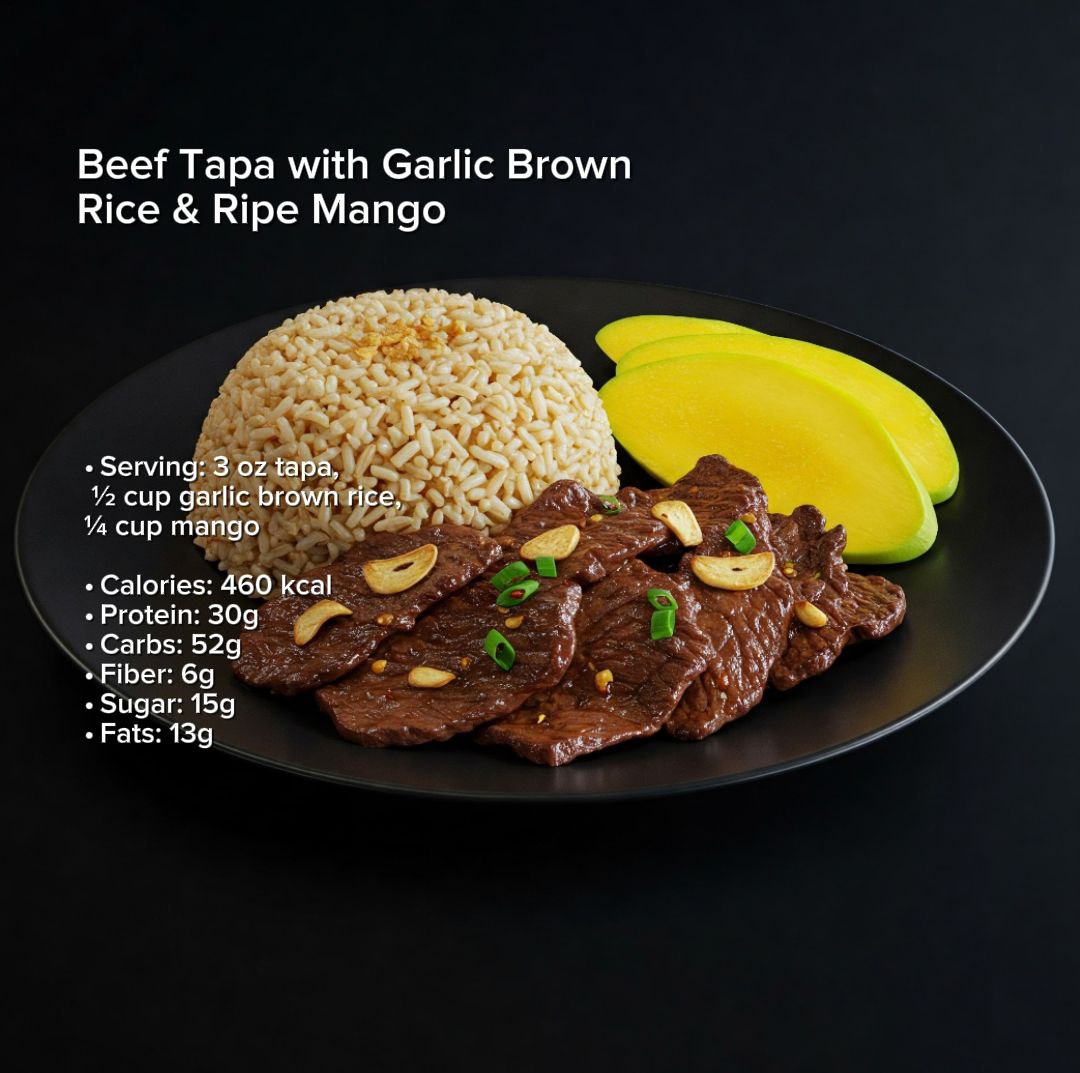 Beef Tapa with Garlic Brown
Rice & Ripe Mango
• Serving: 3 oz tapa,
½ cup garlic brown rice,
¼ cup mango
• Calories: 460 kcal
• Protein: 30g
• Carbs: 52g
• Fiber: 6g
• Sugar: 15g
• Fats: 13g